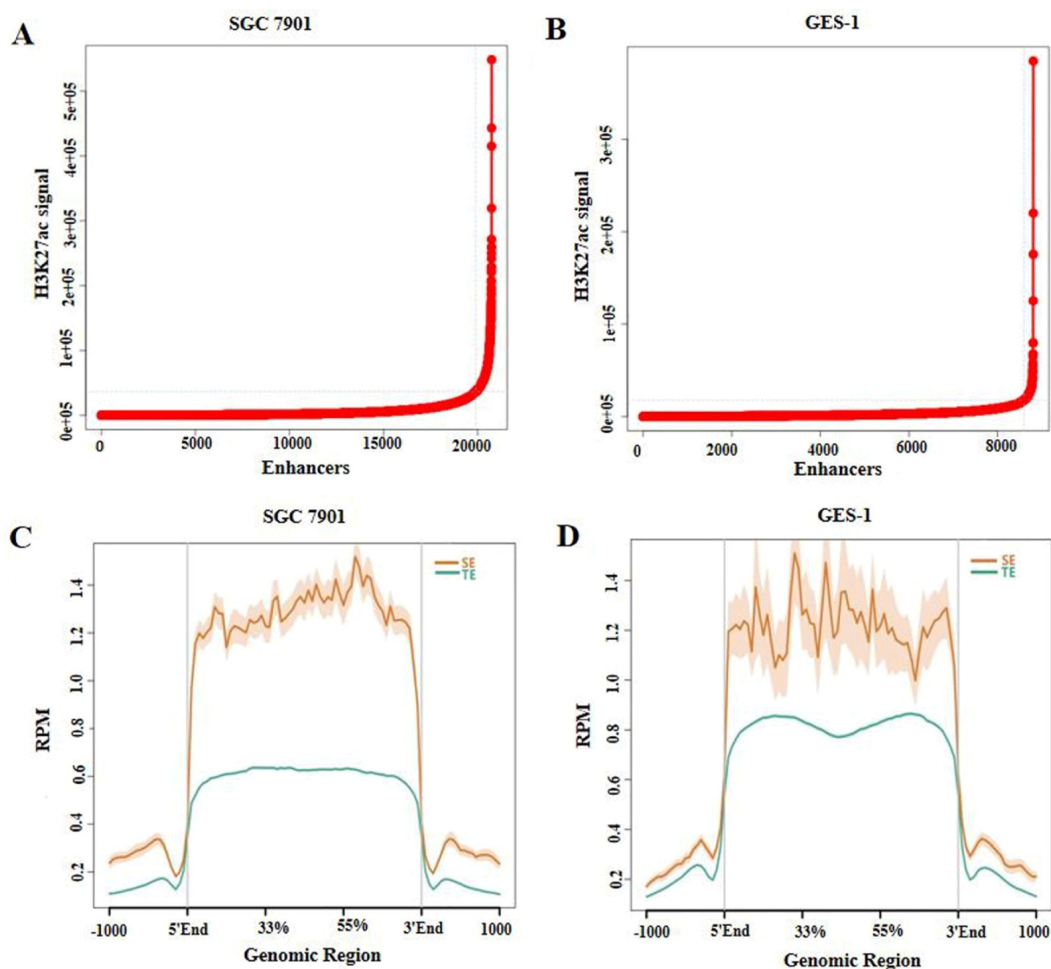 A
SGC 7901
H3K27ac signal
5e+05
4e+05
3e+05
2e+05
1e+05
0e+05
0 5000 10000 15000 20000
Enhancers
B
GES-1
H3K27ac signal
3e+05
2e+05
1e+05
0e+05
0 2000 4000 6000 8000
Enhancers
C
SGC 7901
SE
TE
RPM
1.4
1.2
1.0
0.8
0.6
0.4
0.2
-1000 5'End 33% 55% 3'End 1000
Genomic Region
D
GES-1
SE
TE
RPM
1.4
1.2
1.0
0.8
0.6
0.4
0.2
-1000 5'End 33% 55% 3'End 1000
Genomic Region